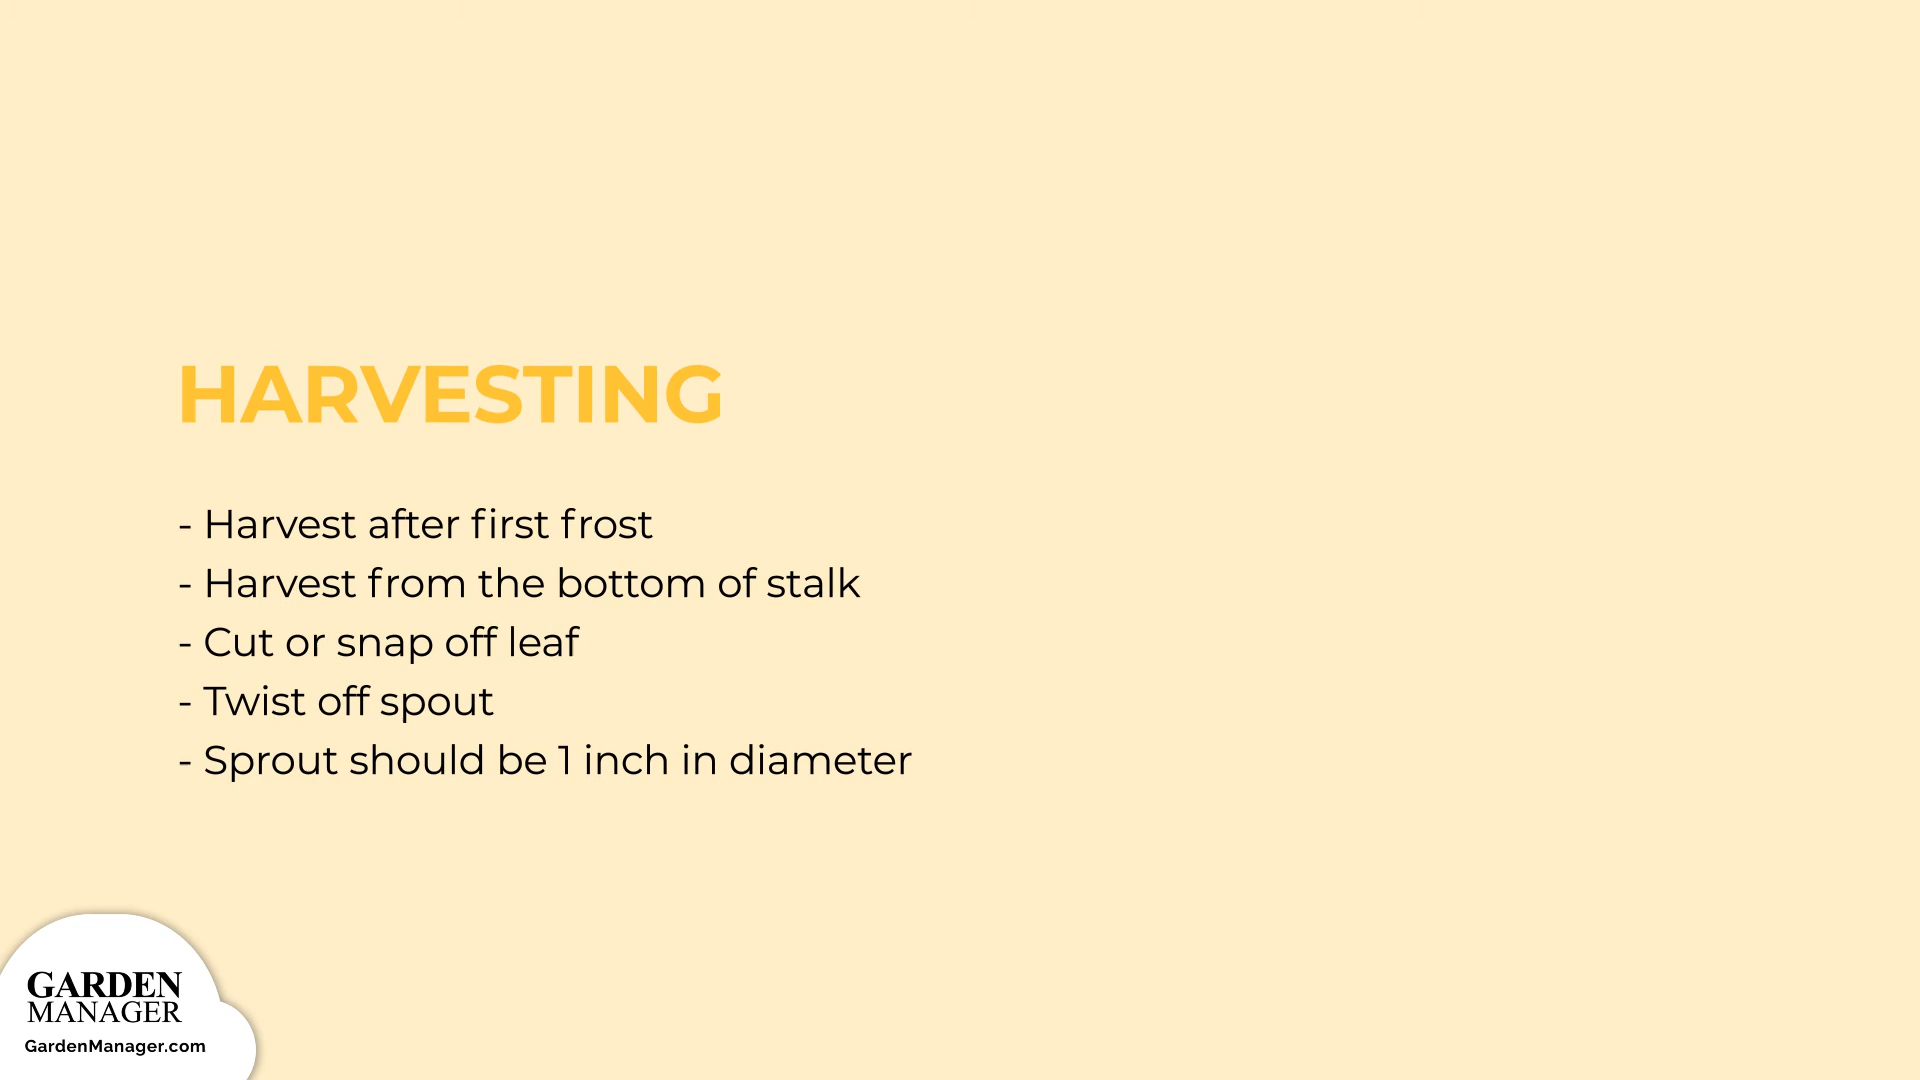 HARVESTING
- Harvest after first frost
- Harvest from the bottom of stalk
- Cut or snap off leaf
- Twist off spout
- Sprout should be 1 inch in diameter
GARDEN
MANAGER
GardenManager.com